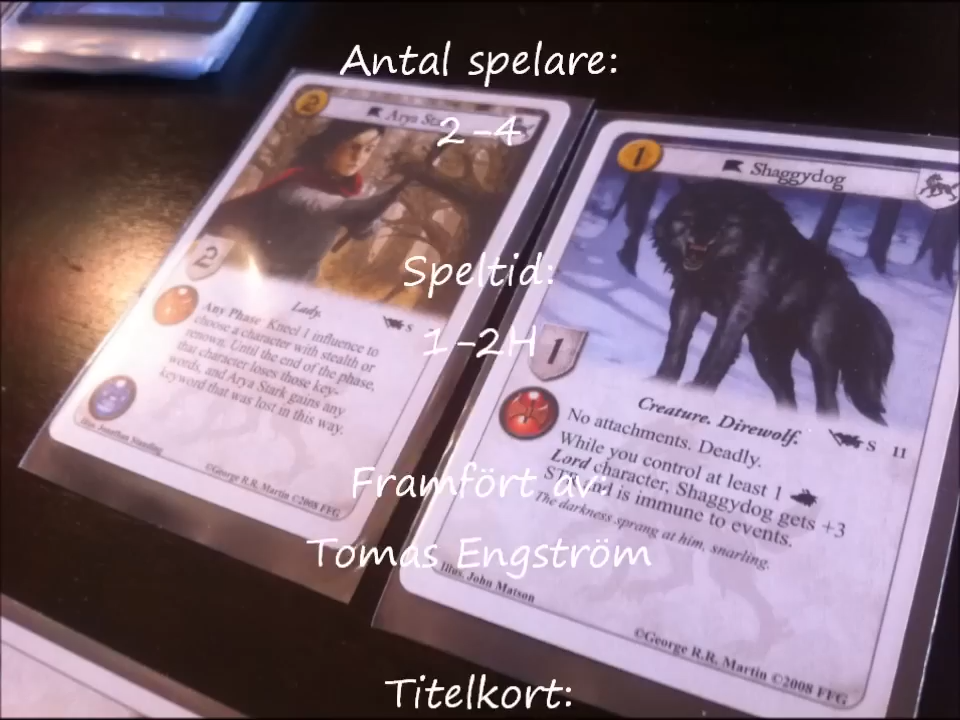 Antal spelare:
2-4
Speltid:
1-2H
Framfört av:
Tomas Engström
Titelkort:
2
Arya
2
Lady.
S
Any Phase: Kneel 1 influence to
choose a character with stealth or
renown. Until the end of the phase,
that character loses those key-
words, and Arya Stark gains any
keyword that was lost in this way.
Illus. Jonathan Standing
©George R.R. Martin ©2008 FFG
1
Shaggydog
1
Creature. Direwolf.
S 11
No attachments. Deadly.
While you control at least 1
Lord character, Shaggydog gets +3
STR and is immune to events.
The darkness sprang at him, snarling.
Illus. John Matson
©George R.R. Martin ©2008 FFG